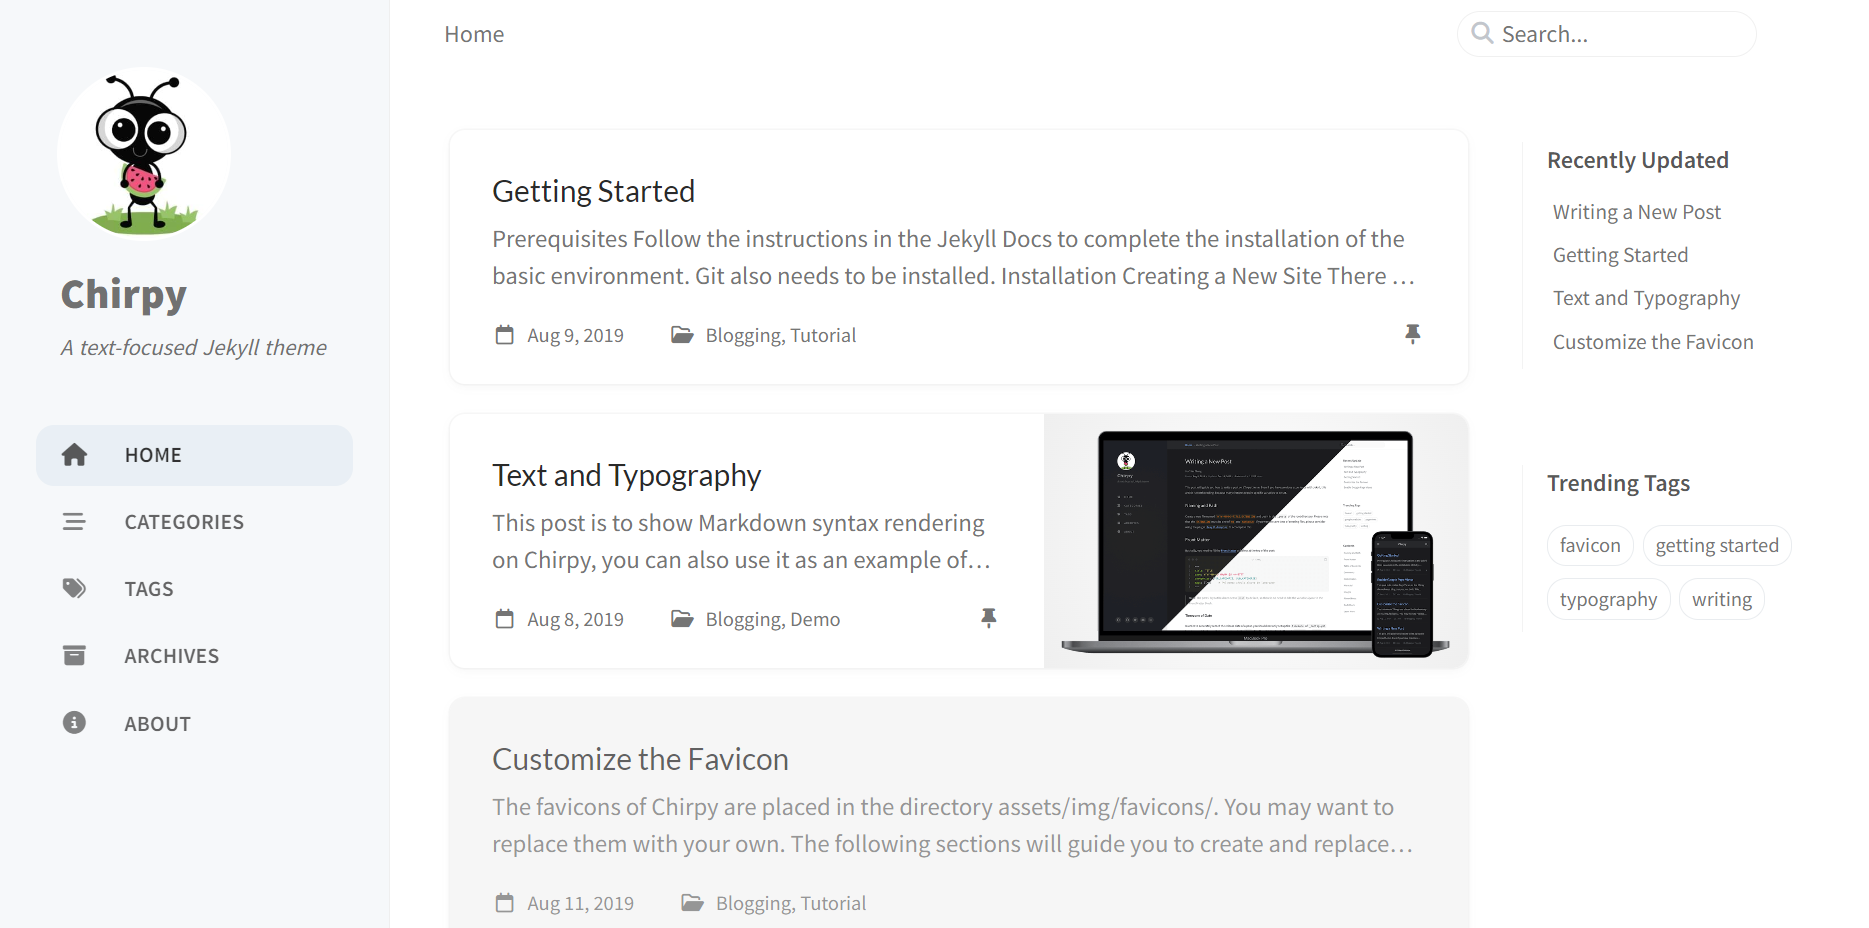 Home
Search...
Chirpy
A text-focused Jekyll theme
HOME
CATEGORIES
TAGS
ARCHIVES
ABOUT
Getting Started
Prerequisites Follow the instructions in the Jekyll Docs to complete the installation of the
basic environment. Git also needs to be installed. Installation Creating a New Site There …
Aug 9, 2019 Blogging, Tutorial
Text and Typography
This post is to show Markdown syntax rendering
on Chirpy, you can also use it as an example of…
Aug 8, 2019 Blogging, Demo
Writing a New Post
Customize the Favicon
The favicons of Chirpy are placed in the directory assets/img/favicons/. You may want to
replace them with your own. The following sections will guide you to create and replace…
Aug 11, 2019 Blogging, Tutorial
Recently Updated
Writing a New Post
Getting Started
Text and Typography
Customize the Favicon
Trending Tags
favicon getting started
typography writing